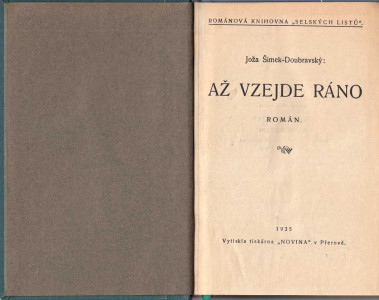 ROMÁNOVÁ KNIHOVNA „SELSKÝCH LISTŮ“.
Joža Šimek-Doubravský:
AŽ VZEJDE RÁNO
ROMÁN.
1925
Vytiskla tiskárna „NOVINA“ v Přerově.